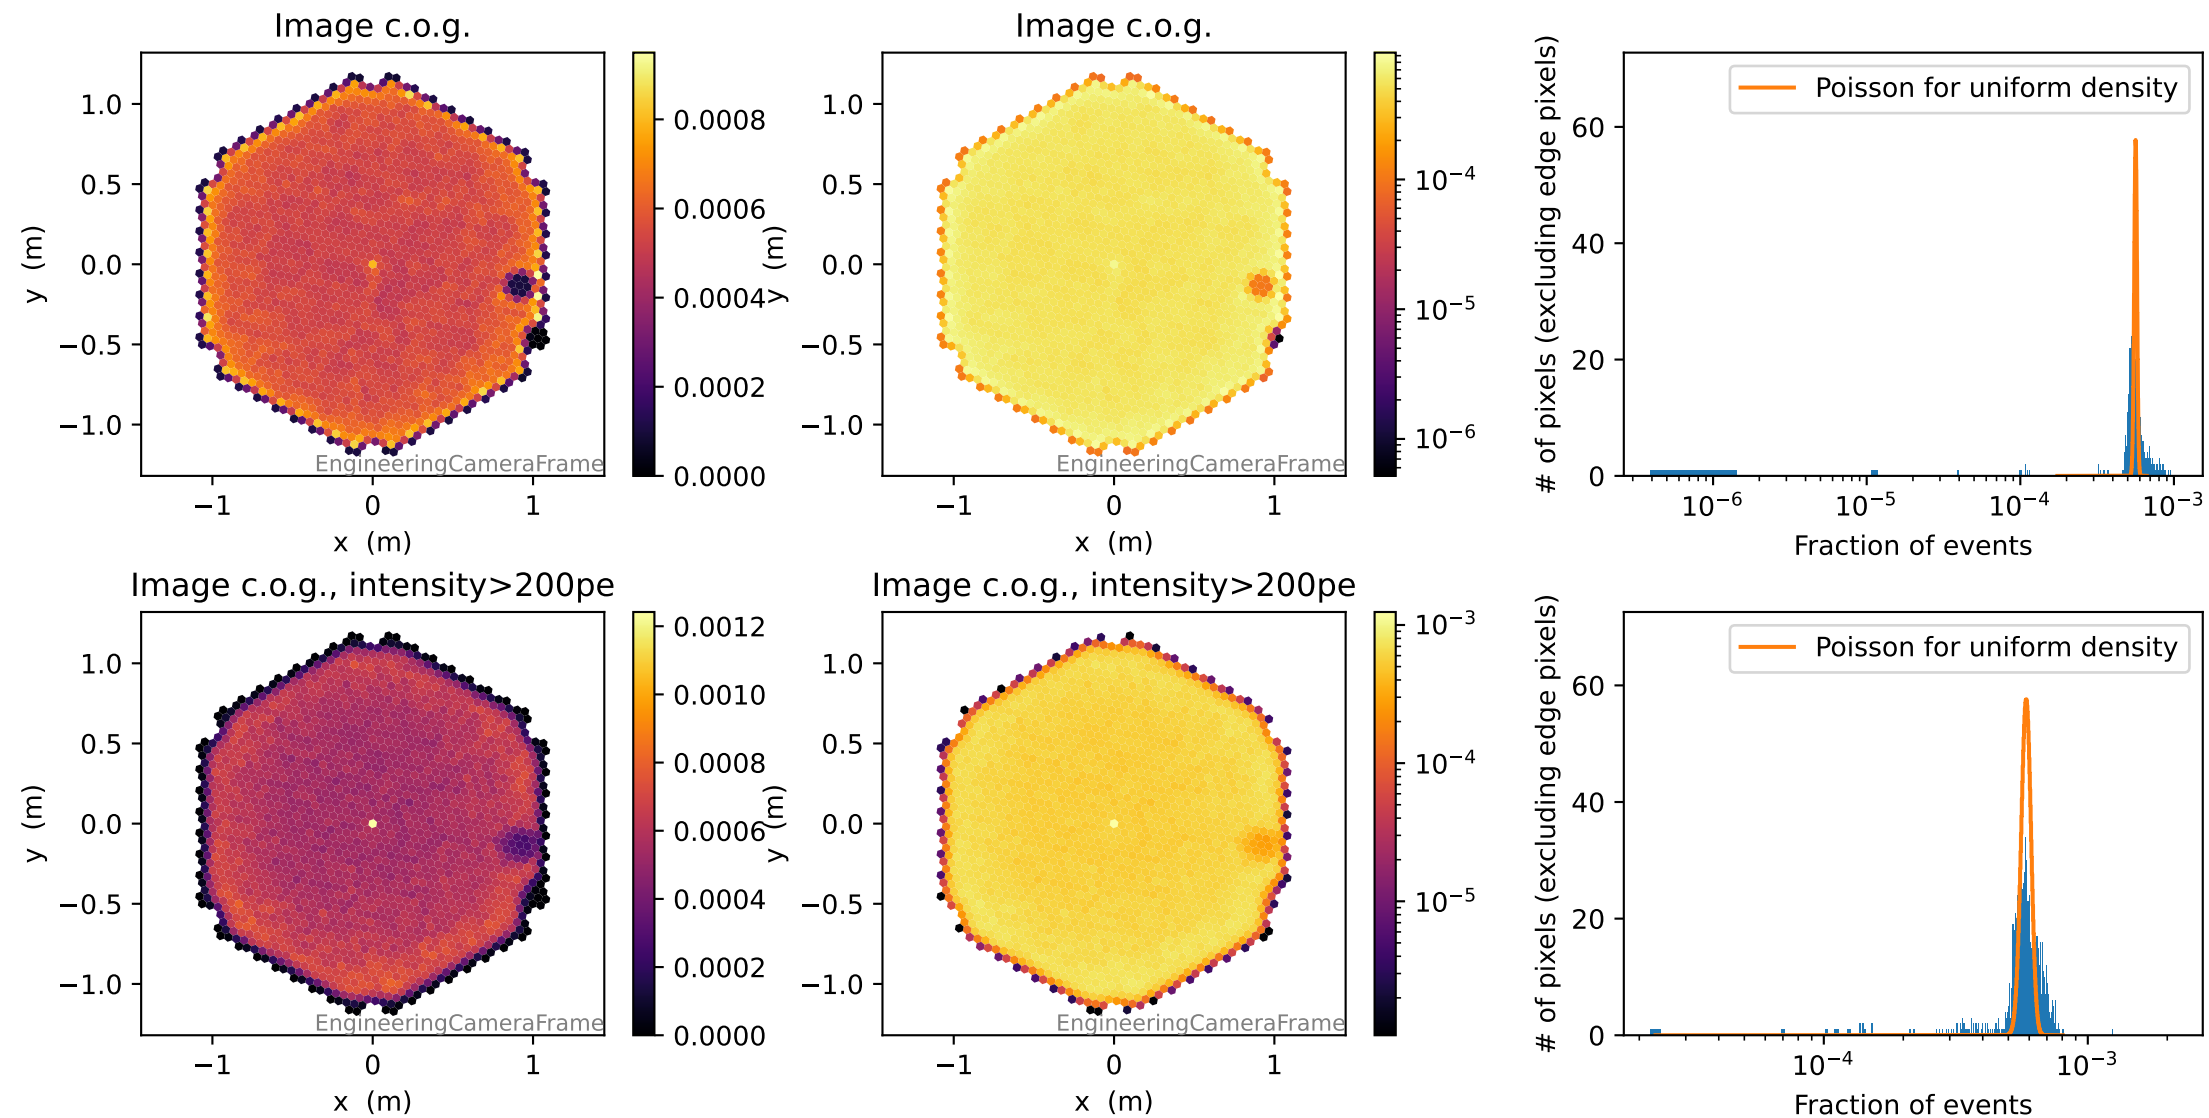 Image c.o.g.
y (m)
1.0
0.5
0.0
−0.5
−1.0
−1
0
1
x (m)
EngineeringCameraFrame
0.0008
0.0006
0.0004
0.0002
0.0000
Image c.o.g.
y (m)
1.0
0.5
0.0
−0.5
−1.0
−1
0
1
x (m)
EngineeringCameraFrame
10⁻⁴
10⁻⁵
10⁻⁶
# of pixels (excluding edge pixels)
Poisson for uniform density
60
40
20
0
10⁻⁶
10⁻⁵
10⁻⁴
10⁻³
Fraction of events
Image c.o.g., intensity>200pe
y (m)
1.0
0.5
0.0
−0.5
−1.0
−1
0
1
x (m)
EngineeringCameraFrame
0.0012
0.0010
0.0008
0.0006
0.0004
0.0002
0.0000
Image c.o.g., intensity>200pe
y (m)
1.0
0.5
0.0
−0.5
−1.0
−1
0
1
x (m)
EngineeringCameraFrame
10⁻³
10⁻⁴
10⁻⁵
# of pixels (excluding edge pixels)
Poisson for uniform density
60
40
20
0
10⁻⁴
10⁻³
Fraction of events